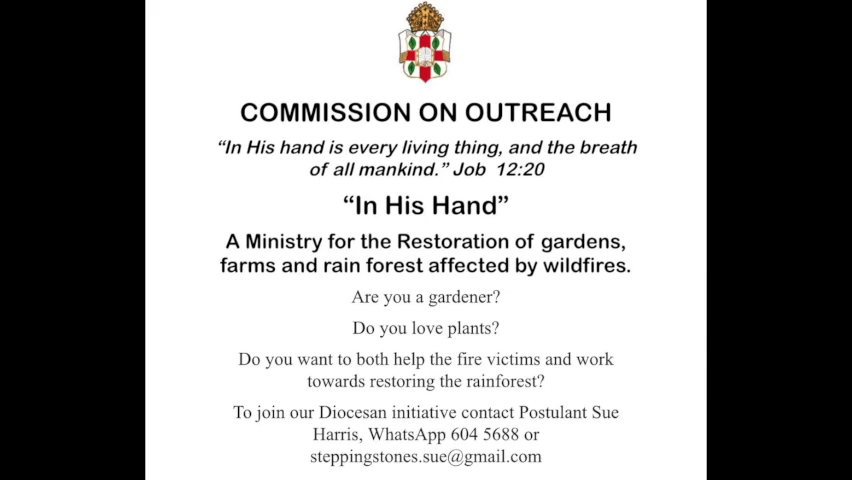 COMMISSION ON OUTREACH
“In His hand is every living thing, and the breath
of all mankind.” Job 12:20
“In His Hand”
A Ministry for the Restoration of gardens,
farms and rain forest affected by wildfires.
Are you a gardener?
Do you love plants?
Do you want to both help the fire victims and work
towards restoring the rainforest?
To join our Diocesan initiative contact Postulant Sue
Harris, WhatsApp 604 5688 or
steppingstones.sue@gmail.com